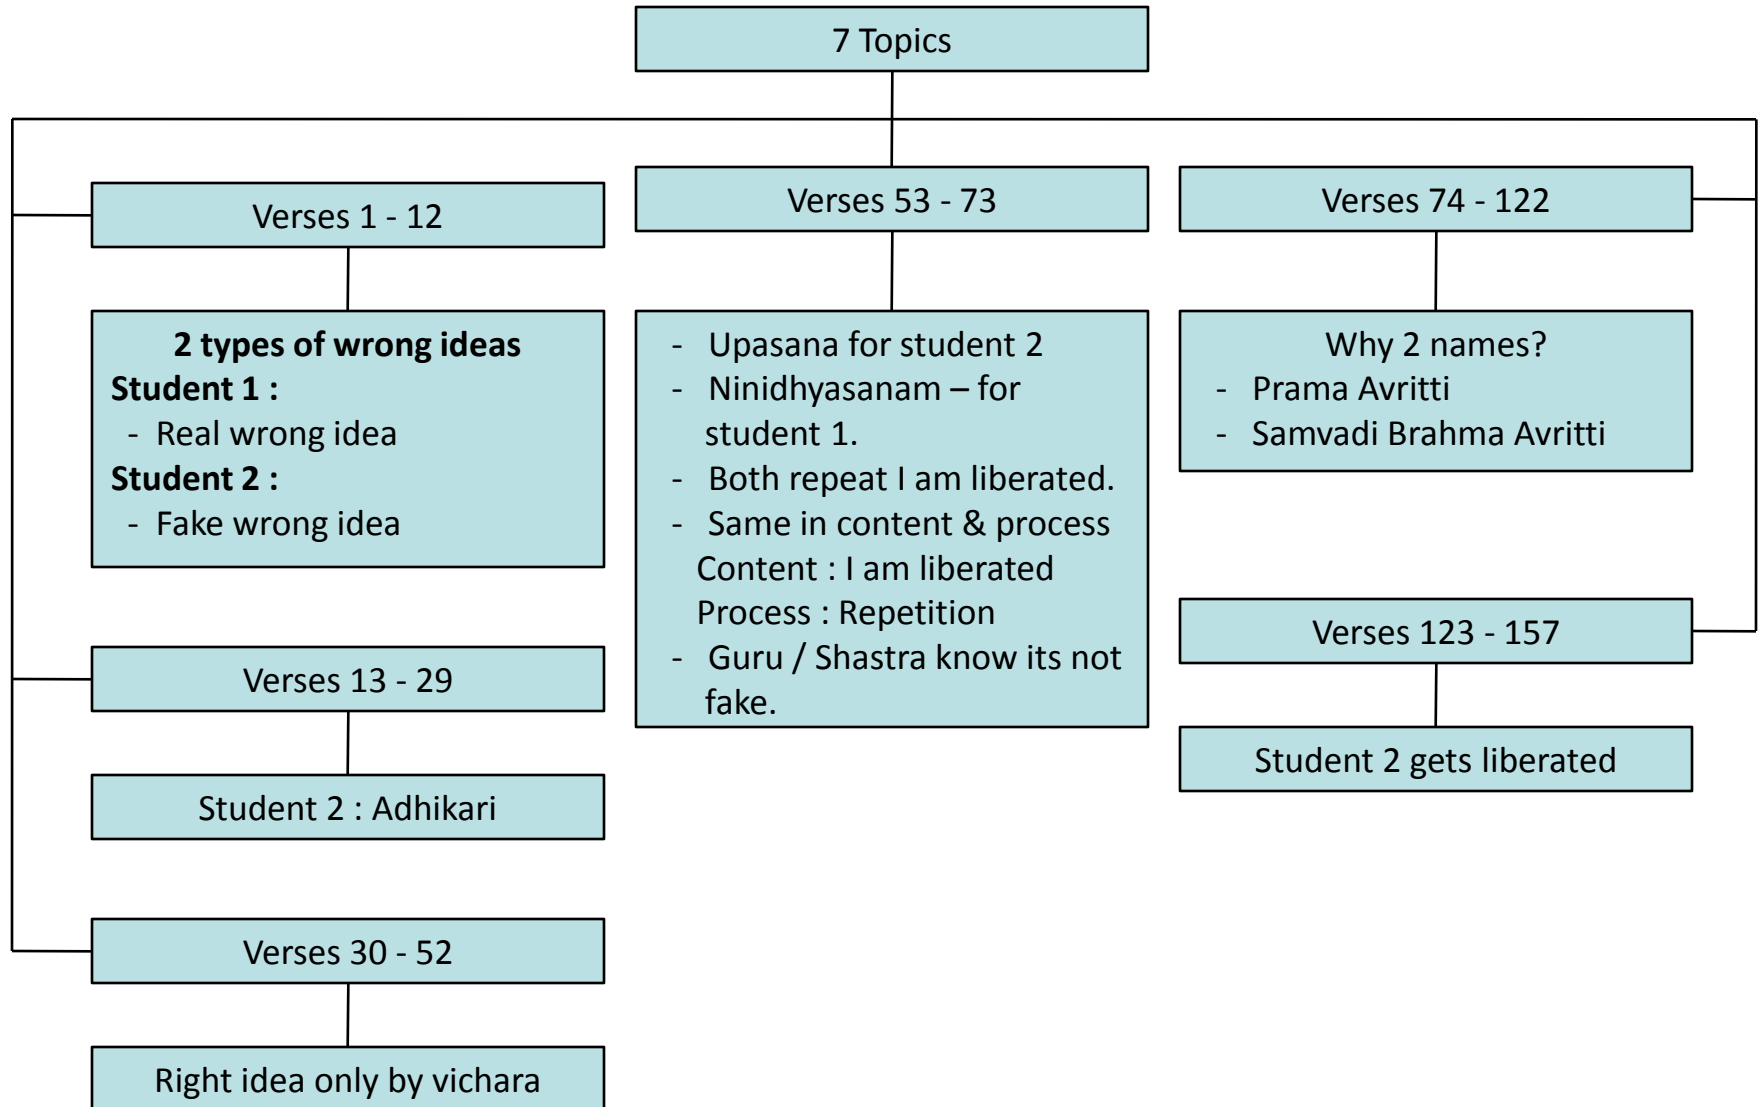 7 Topics
Verses 1 - 12
2 types of wrong ideas
Student 1 :
- Real wrong idea
Student 2 :
- Fake wrong idea
Verses 13 - 29
Student 2 : Adhikari
Verses 30 - 52
Right idea only by vichara
Verses 53 - 73
- Upasana for student 2
- Ninidhyasanam – for
student 1.
- Both repeat I am liberated.
- Same in content & process
Content : I am liberated
Process : Repetition
- Guru / Shastra know its not
fake.
Verses 74 - 122
Why 2 names?
- Prama Avritti
- Samvadi Brahma Avritti
Verses 123 - 157
Student 2 gets liberated